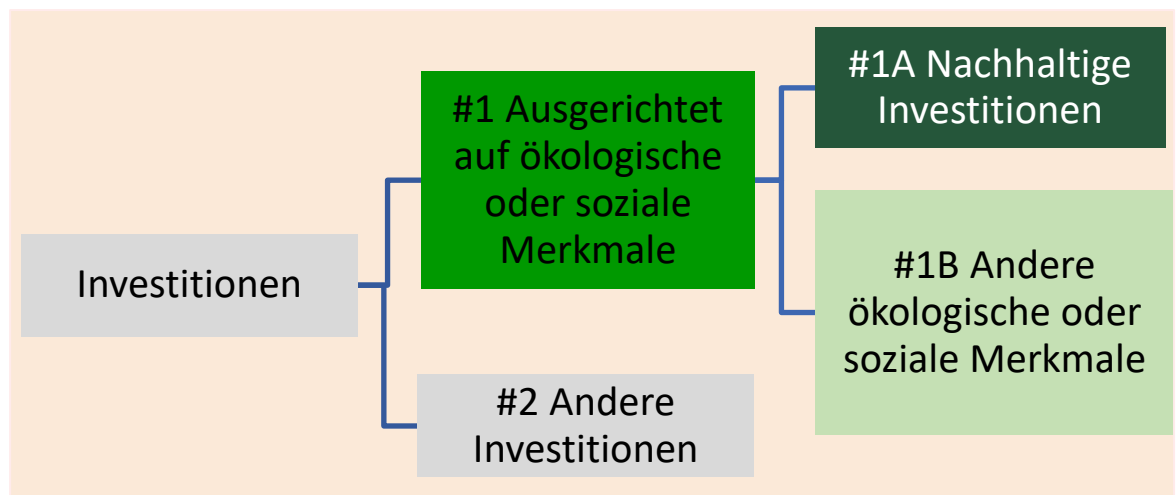 Investitionen
#1 Ausgerichtet
auf ökologische
oder soziale
Merkmale
#2 Andere
Investitionen
#1A Nachhaltige
Investitionen
#1B Andere
ökologische oder
soziale Merkmale